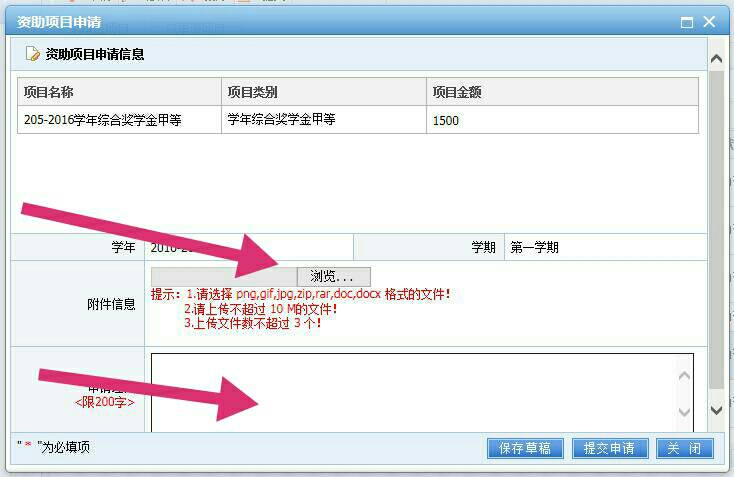 资助项目申请
资助项目申请信息
项目名称 项目类别 项目金额
205-2016学年综合奖学金甲等 学年综合奖学金甲等 1500
学年 学期 第一学期
附件信息 浏览...
提示：1.请选择 png,gif,jpg,zip,rar,doc,docx 格式的文件！
2.请上传不超过 10 M的文件！
3.上传文件数不超过 3 个！
<限200字>
" * "为必填项 保存草稿 提交申请 关 闭